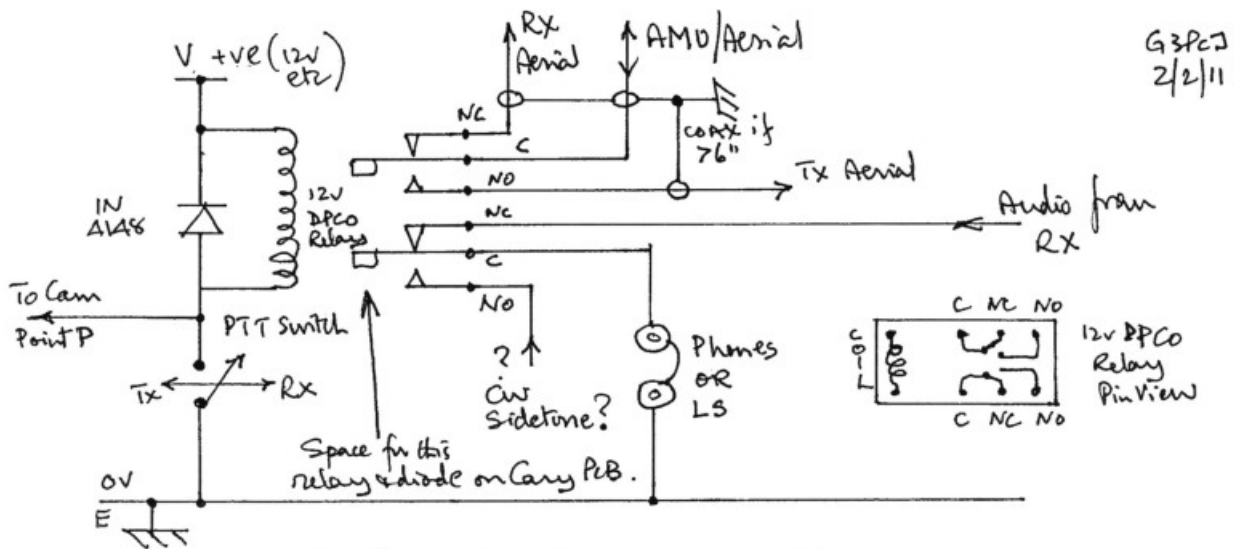 RX
Aerial
AMU/Aerial
G3PCJ
2/2/11
V +ve (12v
etc)
NC
C
NO
COAX if
>6"
Tx Aerial
IN
4148
12v
DPCO
Relays
NC
C
NO
Audio from
RX
To Cam
Point P
PTT Switch
Tx
Rx
?
CW
Sidetone?
Phones
OR
LS
COIL
C NC NO
12v DPCO
Relay
Pin View
C NC NO
Space for this
relay & diode on Cary PCB.
0V
E